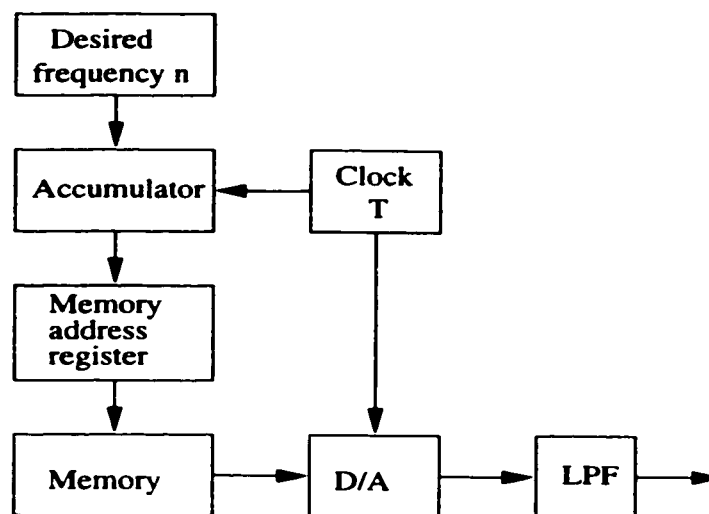 Desired
frequency n
Accumulator
Clock
T
Memory
address
register
Memory
D/A
LPF